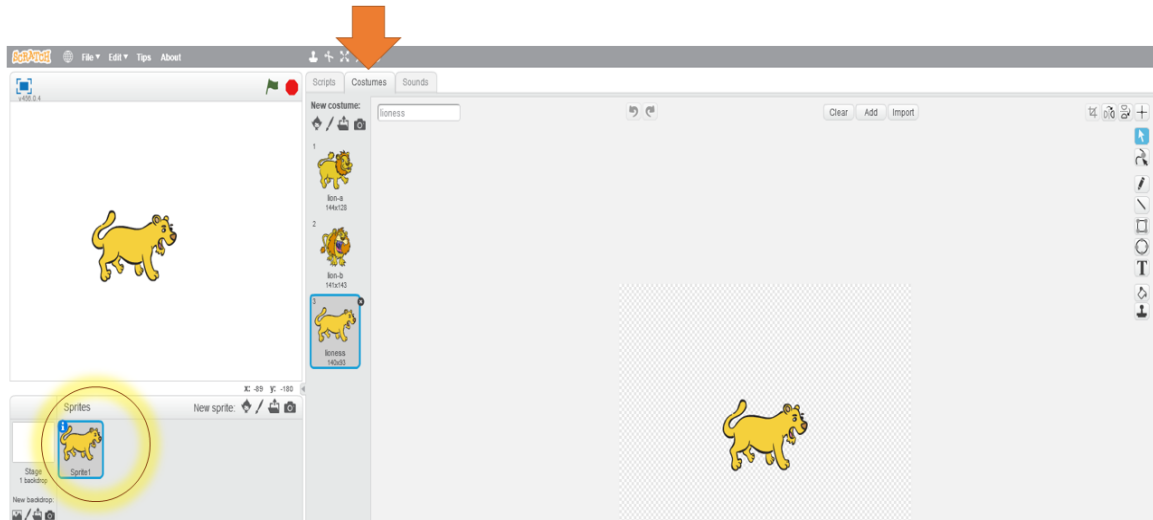 SCRATCH File Edit Tips About
v456.0.4
Scripts Costumes Sounds
New costume:
lioness
Clear Add Import
1
lion-a
144x128
2
lion-b
141x143
3
lioness
140x93
X: -89 y: -180
Sprites New sprite:
Sprite1
Stage
1 backdrop
New backdrop:
T